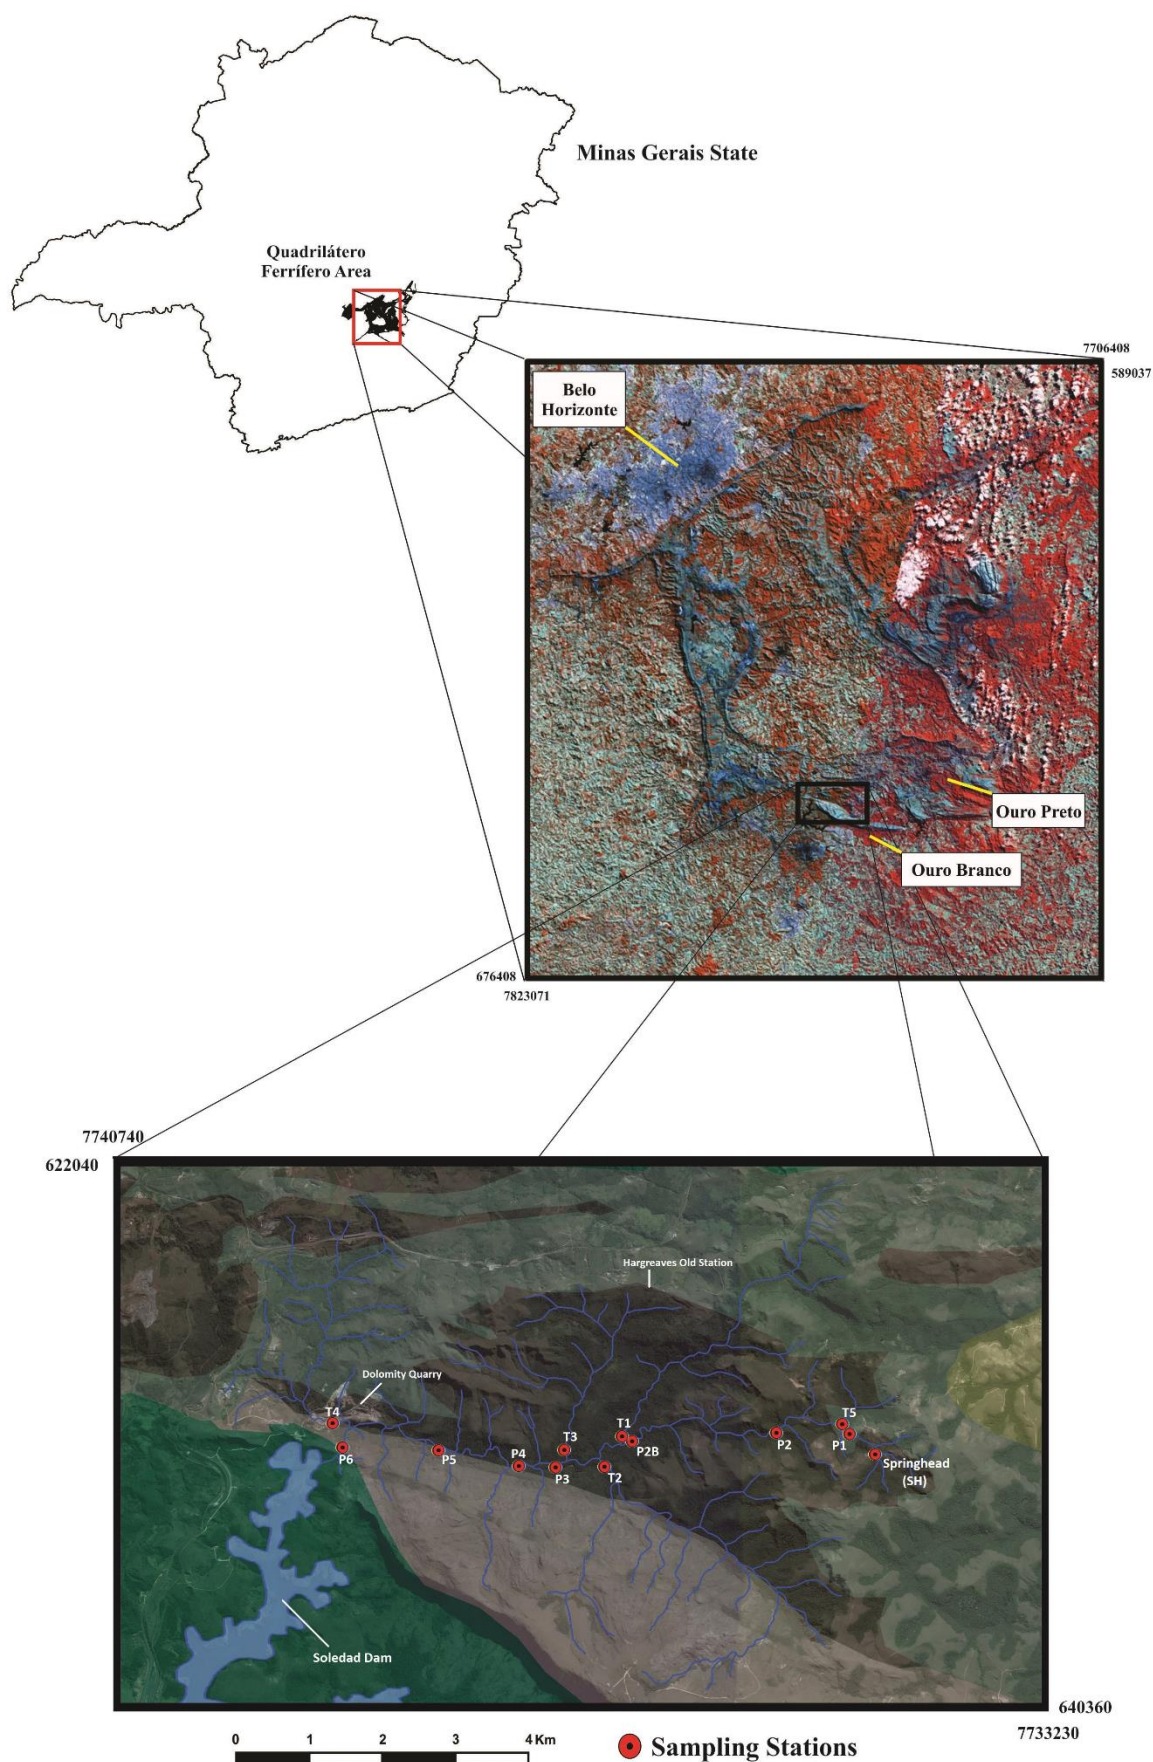 Minas Gerais State
Quadrilátero
Ferrífero Area
7706408
589037
Belo
Horizonte
Ouro Preto
Ouro Branco
676408
7823071
7740740
622040
Hargreaves Old Station
Dolomity Quarry
T4
P6
P5
P4
T3
P3
T1
P2B
T2
P2
T5
P1
Springhead
(SH)
Soledad Dam
640360
7733230
0 1 2 3 4 Km
Sampling Stations